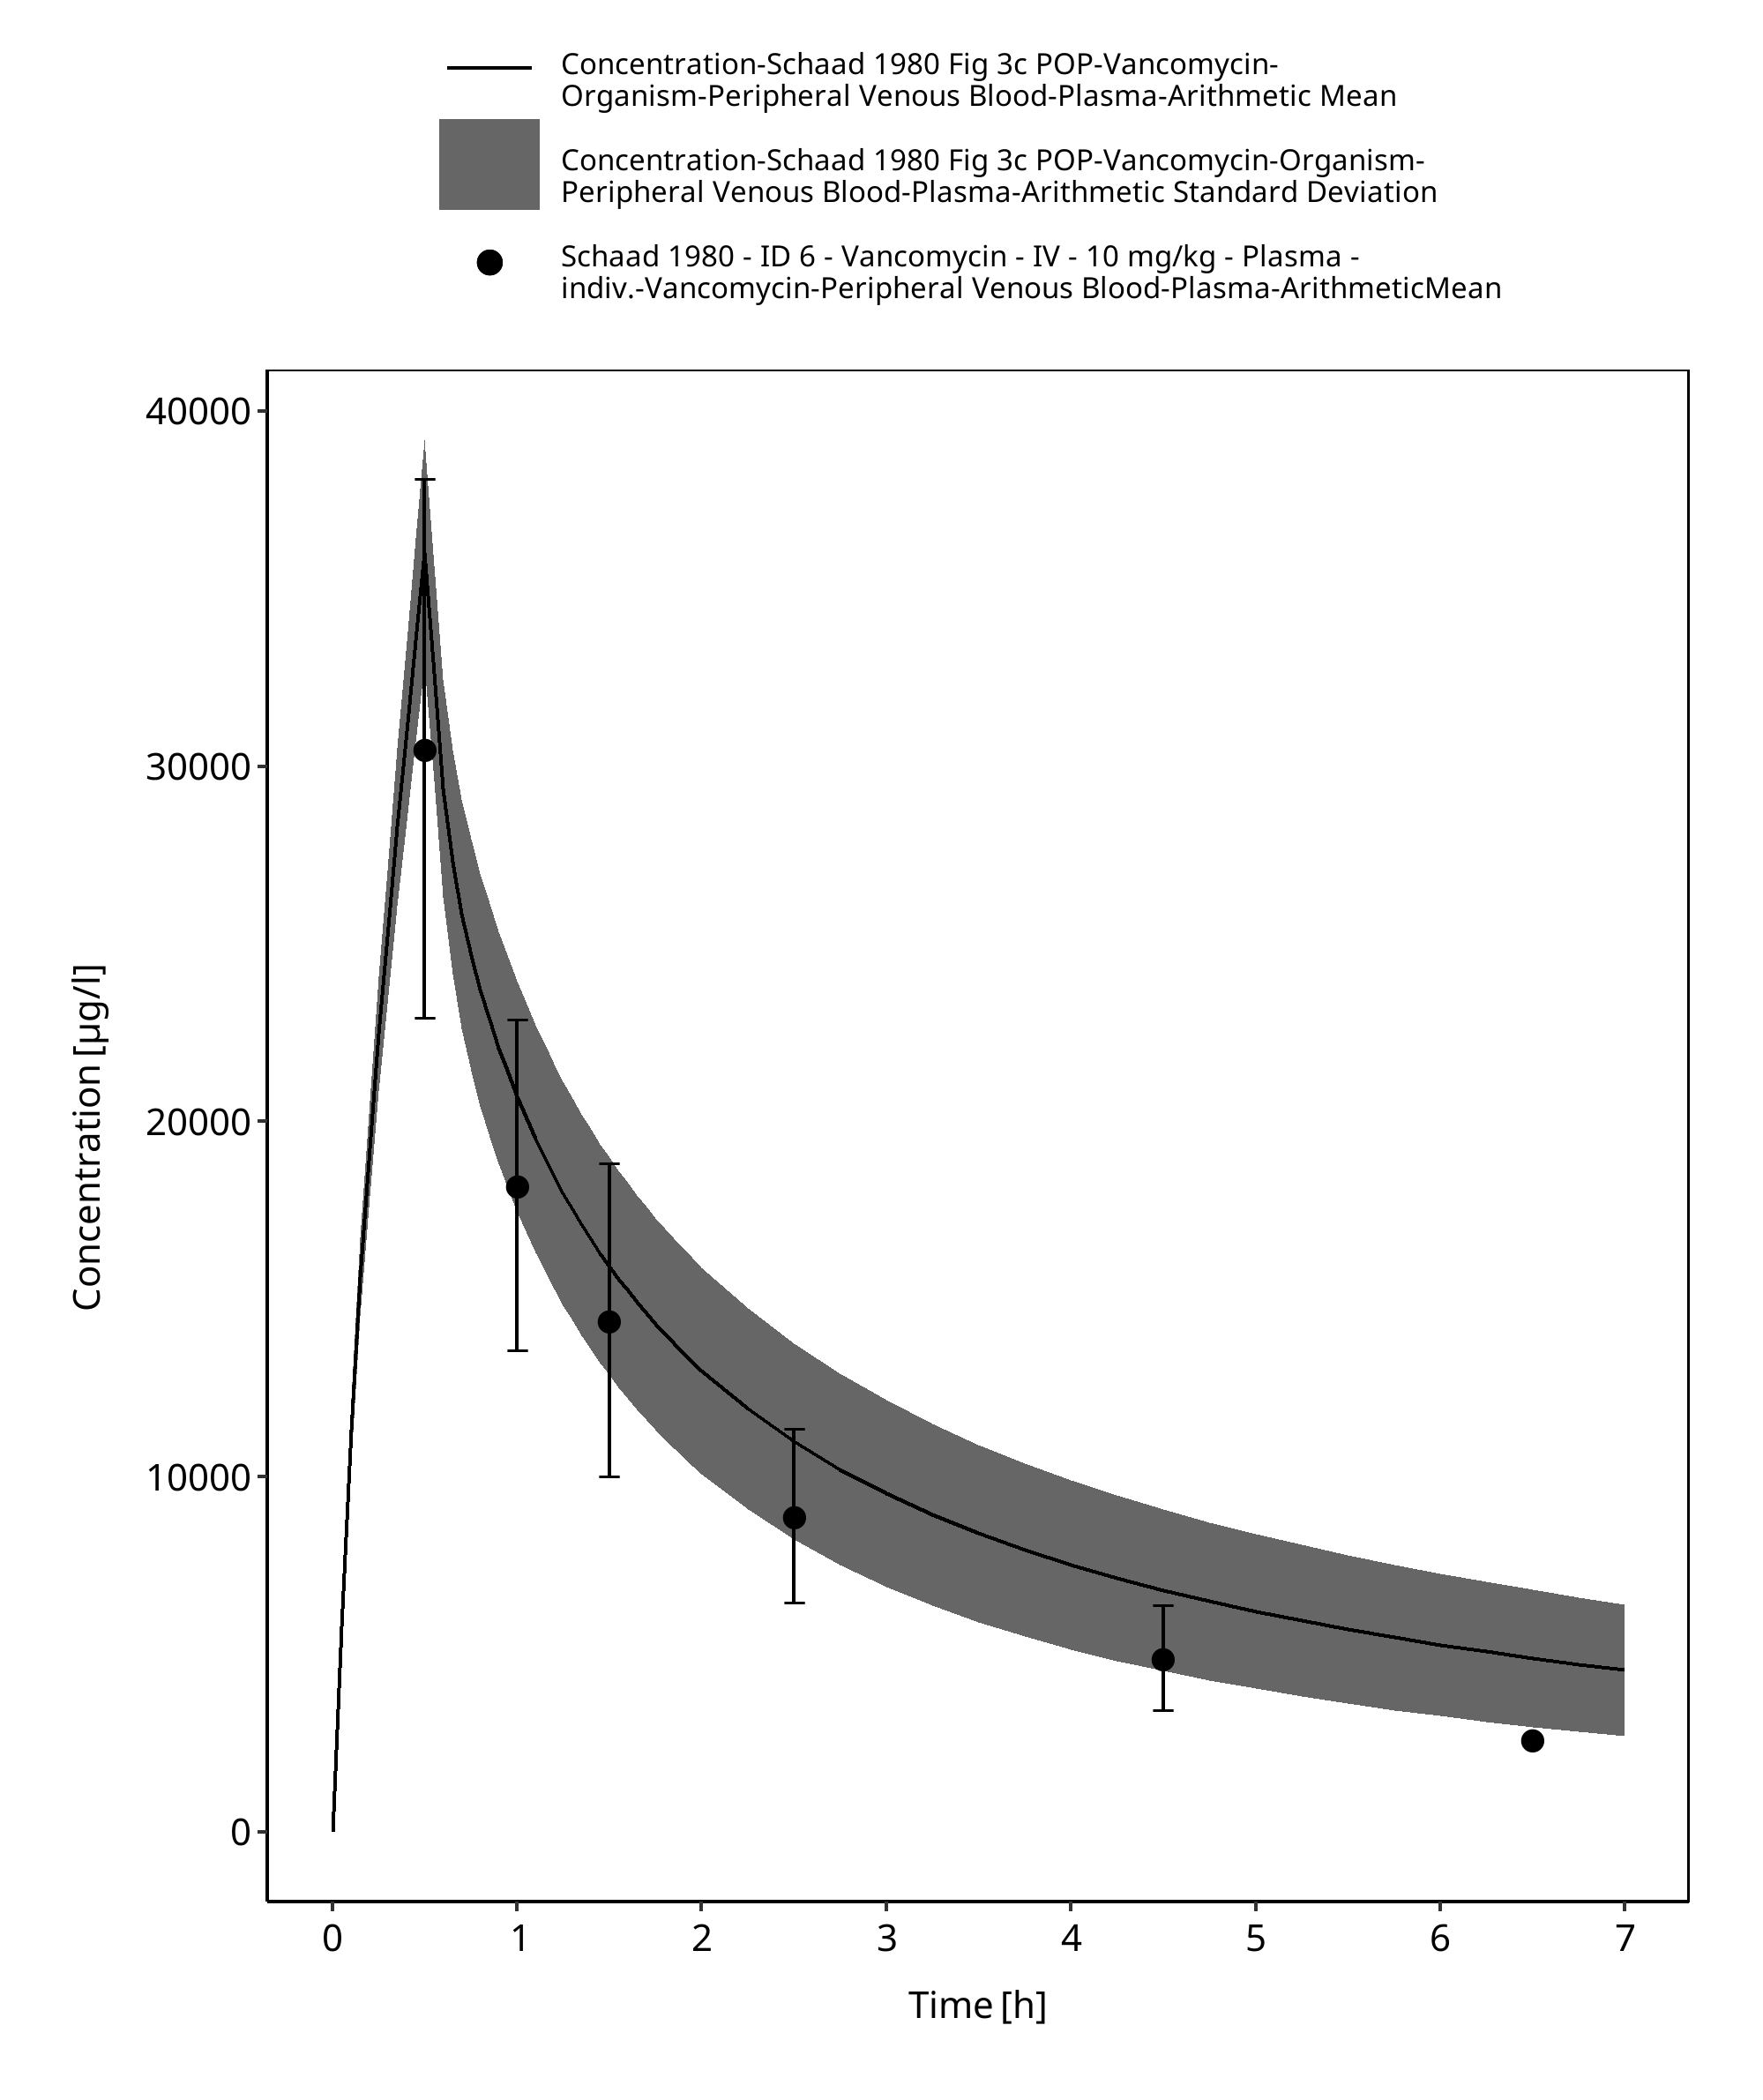 Concentration-Schaad 1980 Fig 3c POP-Vancomycin-
Organism-Peripheral Venous Blood-Plasma-Arithmetic Mean
Concentration-Schaad 1980 Fig 3c POP-Vancomycin-Organism-
Peripheral Venous Blood-Plasma-Arithmetic Standard Deviation
Schaad 1980 - ID 6 - Vancomycin - IV - 10 mg/kg - Plasma -
indiv.-Vancomycin-Peripheral Venous Blood-Plasma-ArithmeticMean
40000
30000
20000
10000
0
Concentration [µg/l]
0 1 2 3 4 5 6 7
Time [h]